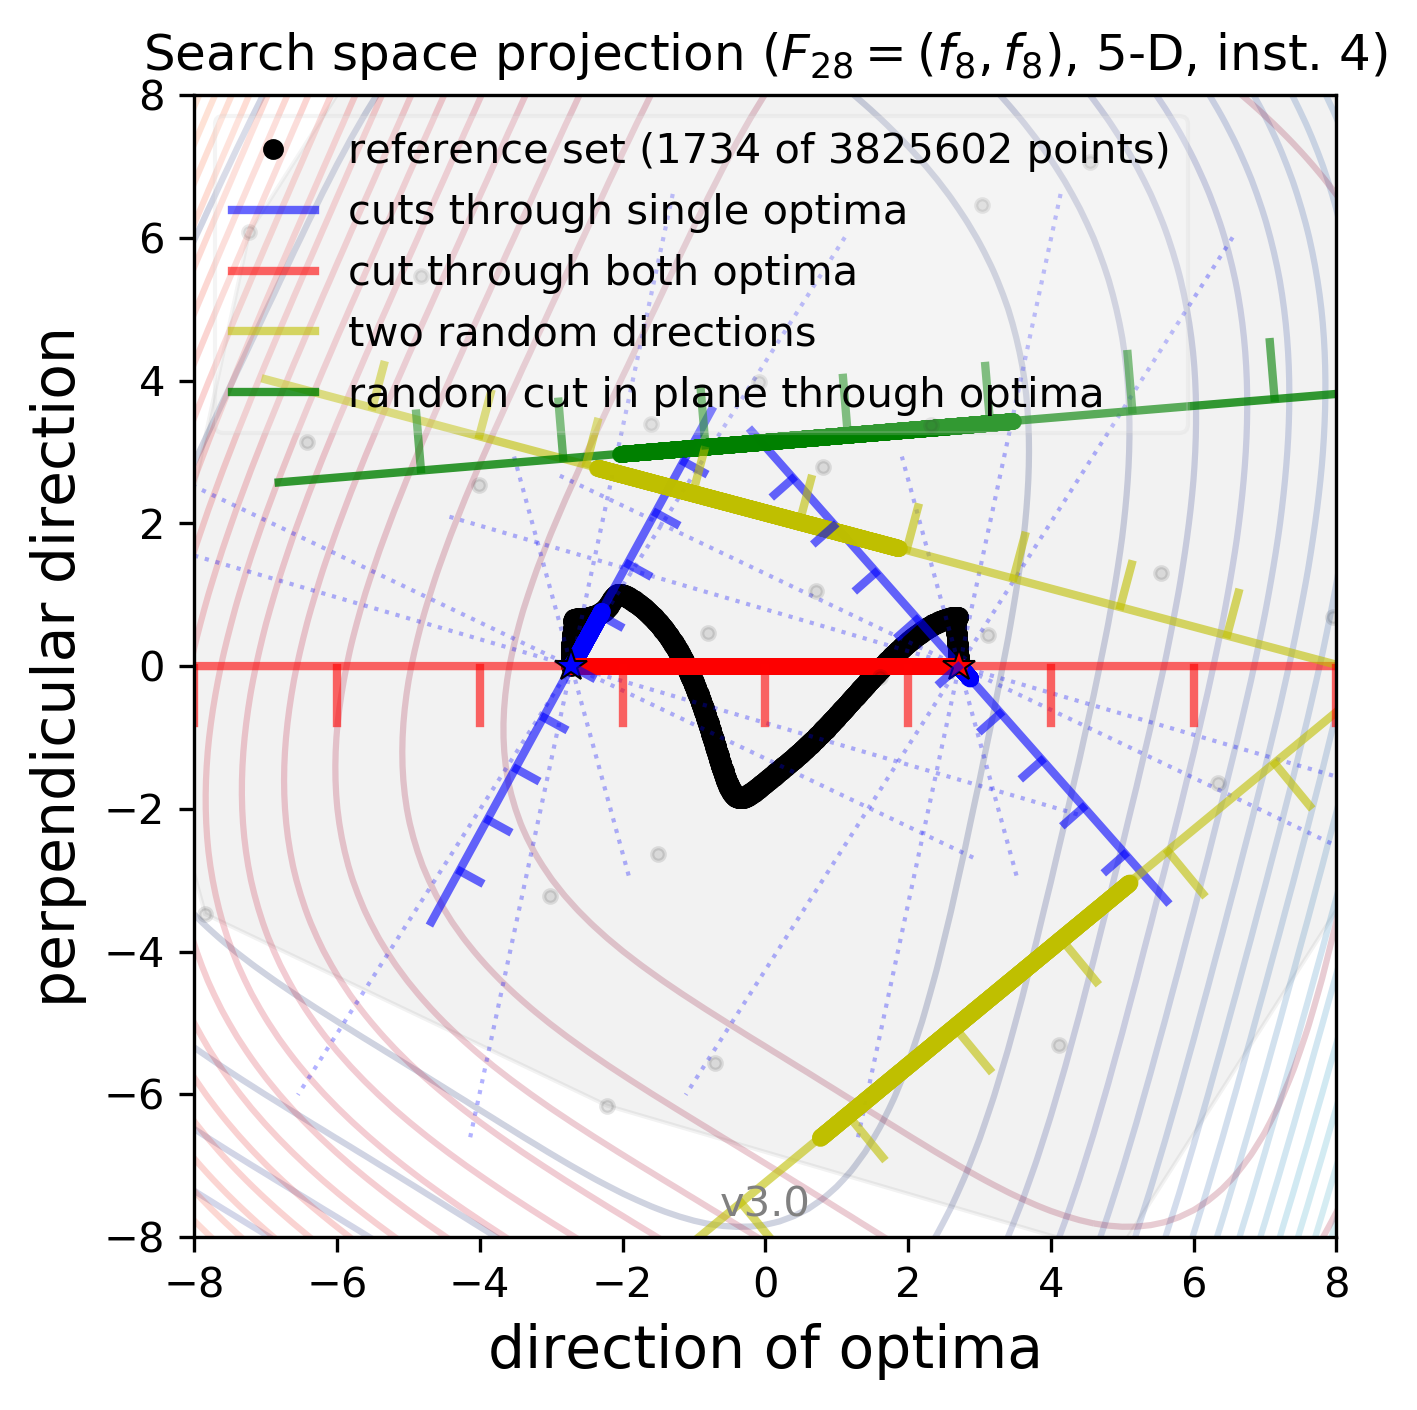 Search space projection (F₂₈ = (f₈, f₈), 5-D, inst. 4)
reference set (1734 of 3825602 points)
cuts through single optima
cut through both optima
two random directions
random cut in plane through optima
8
6
4
2
0
−2
−4
−6
−8
perpendicular direction
v3.0
−8 −6 −4 −2 0 2 4 6 8
direction of optima